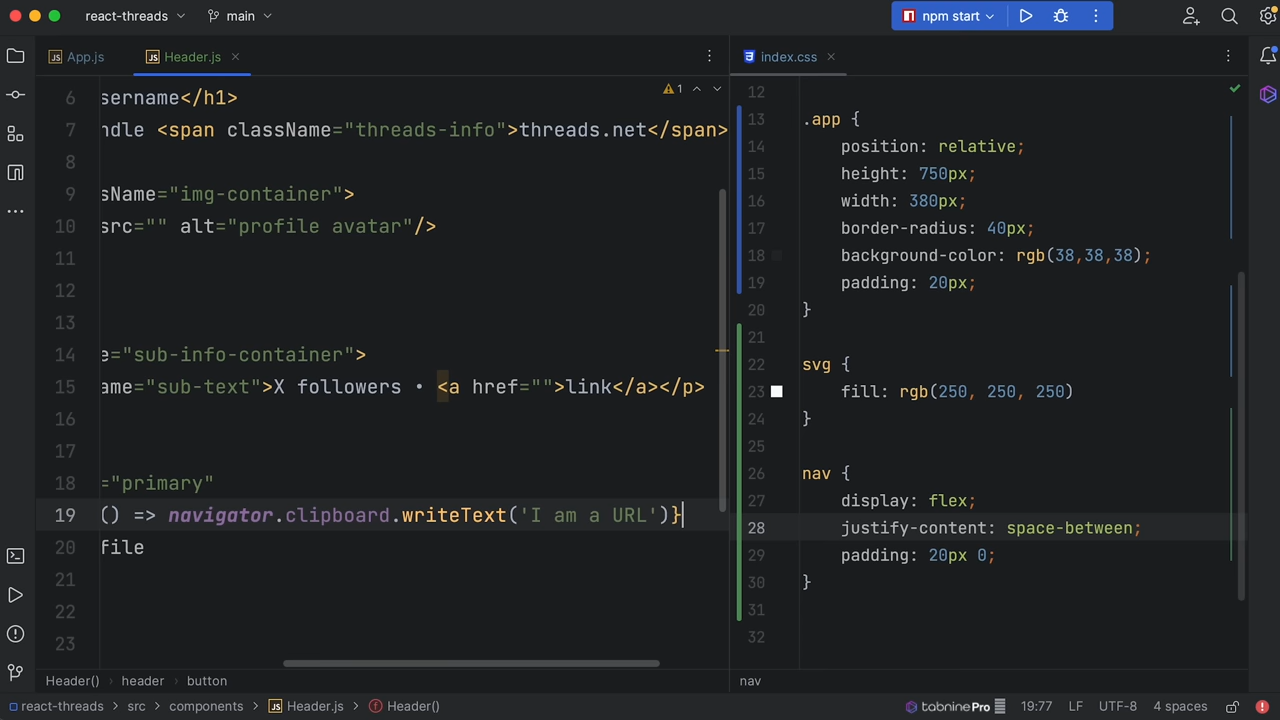 react-threads main npm start
App.js Header.js index.css
6 sername</h1>
7 ndle <span className="threads-info">threads.net</span>
8
9 sName="img-container">
10 src="" alt="profile avatar"/>
11
12
13
14 e="sub-info-container">
15 ame="sub-text">X followers • <a href="">link</a></p>
16
17
18 ="primary"
19 () => navigator.clipboard.writeText('I am a URL')}
20 file
21
22
23
1
12
13 .app {
14 position: relative;
15 height: 750px;
16 width: 380px;
17 border-radius: 40px;
18 background-color: rgb(38,38,38);
19 padding: 20px;
20 }
21
22 svg {
23 fill: rgb(250, 250, 250)
24 }
25
26 nav {
27 display: flex;
28 justify-content: space-between;
29 padding: 20px 0;
30 }
31
32
Header() > header > button nav
react-threads > src > components > Header.js > Header() tabnine Pro 19:77 LF UTF-8 4 spaces